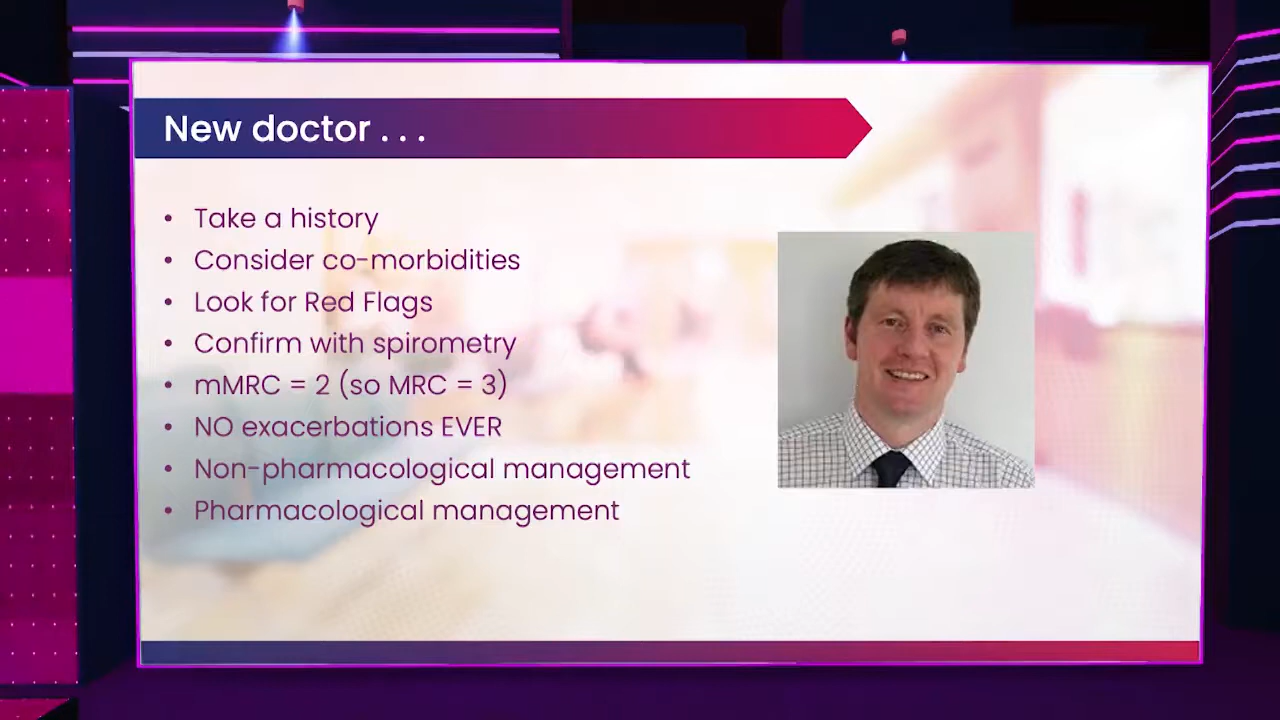 New doctor . . .
• Take a history
• Consider co-morbidities
• Look for Red Flags
• Confirm with spirometry
• mMRC = 2 (so MRC = 3)
• NO exacerbations EVER
• Non-pharmacological management
• Pharmacological management